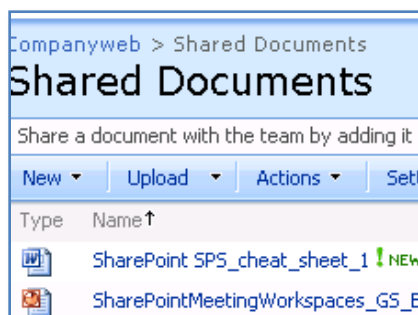 Companyweb > Shared Documents
Shared Documents
Share a document with the team by adding it
New Upload Actions Sett
Type Name
SharePoint SPS_cheat_sheet_1 ! NEW
SharePointMeetingWorkspaces_GS_E